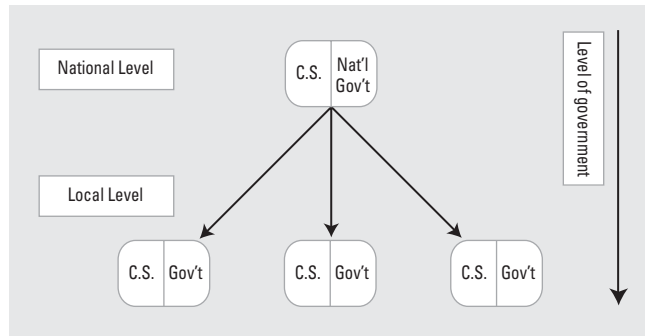 National Level
C.S.
Nat'l
Gov't
Level of government
Local Level
C.S.
Gov't
C.S.
Gov't
C.S.
Gov't